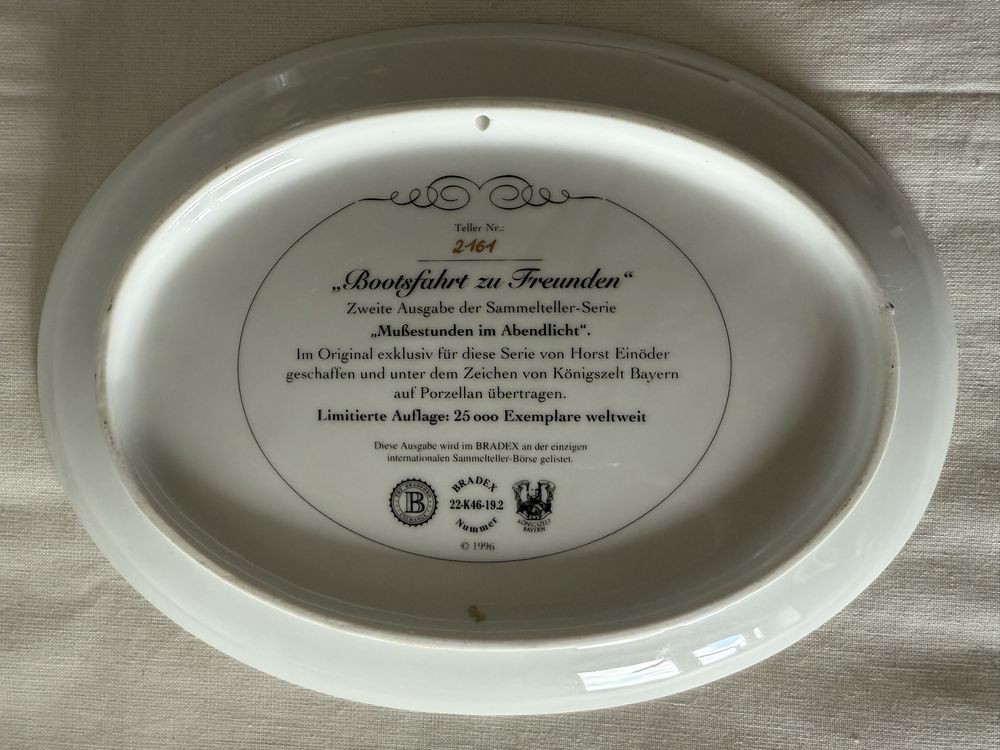 Teller Nr.:
2161
„Bootsfahrt zu Freunden“
Zweite Ausgabe der Sammelteller-Serie
„Mußestunden im Abendlicht“.
Im Original exklusiv für diese Serie von Horst Einöder
geschaffen und unter dem Zeichen von Königszelt Bayern
auf Porzellan übertragen.
Limitierte Auflage: 25 000 Exemplare weltweit
Diese Ausgabe wird im BRADEX an der einzigen
internationalen Sammelteller-Börse gelistet.
THE BRADFORD
B
EXCHANGE
BRADEX
22-K46-19.2
Nummer
KÖNIGSZELT
BAYERN
© 1996